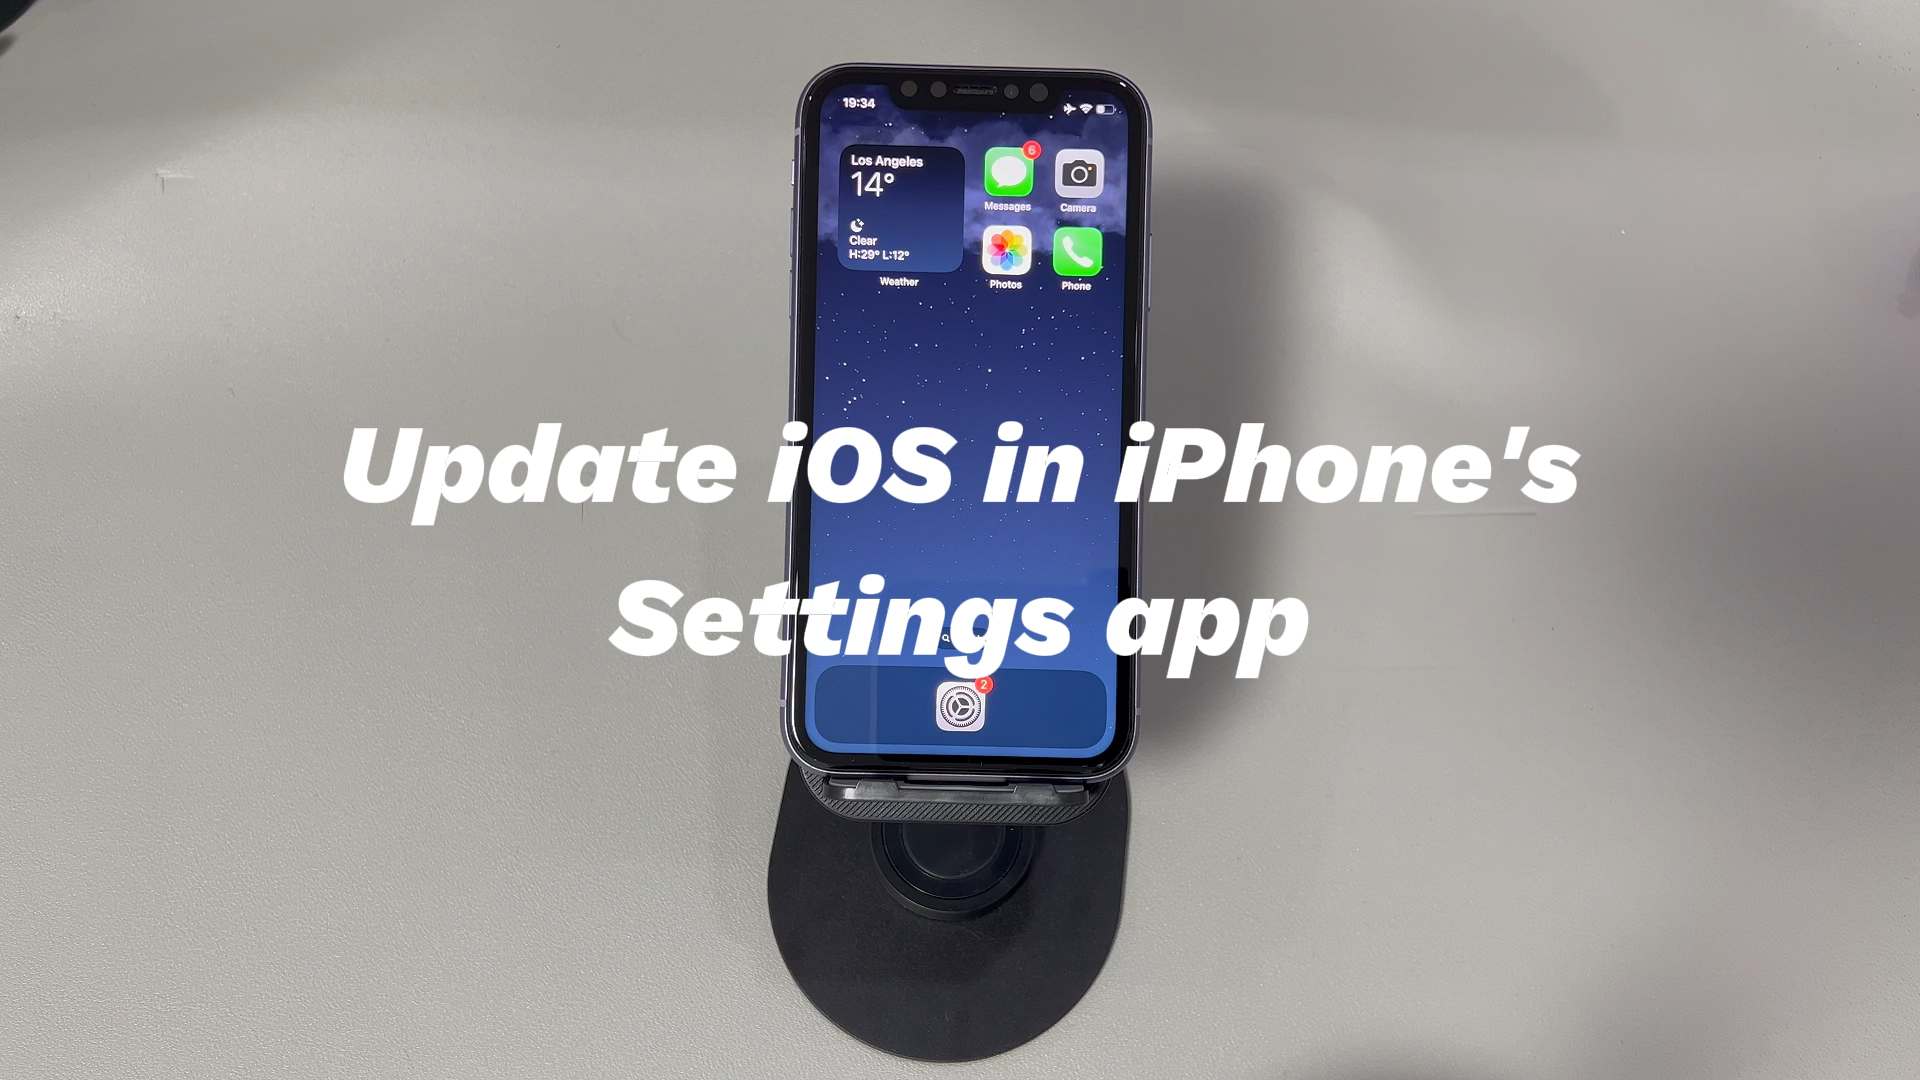 19:34
Los Angeles
14°
Clear
H:29° L:12°
Weather
6
Messages
Camera
Photos
Phone
Update iOS in iPhone's
Settings app
2